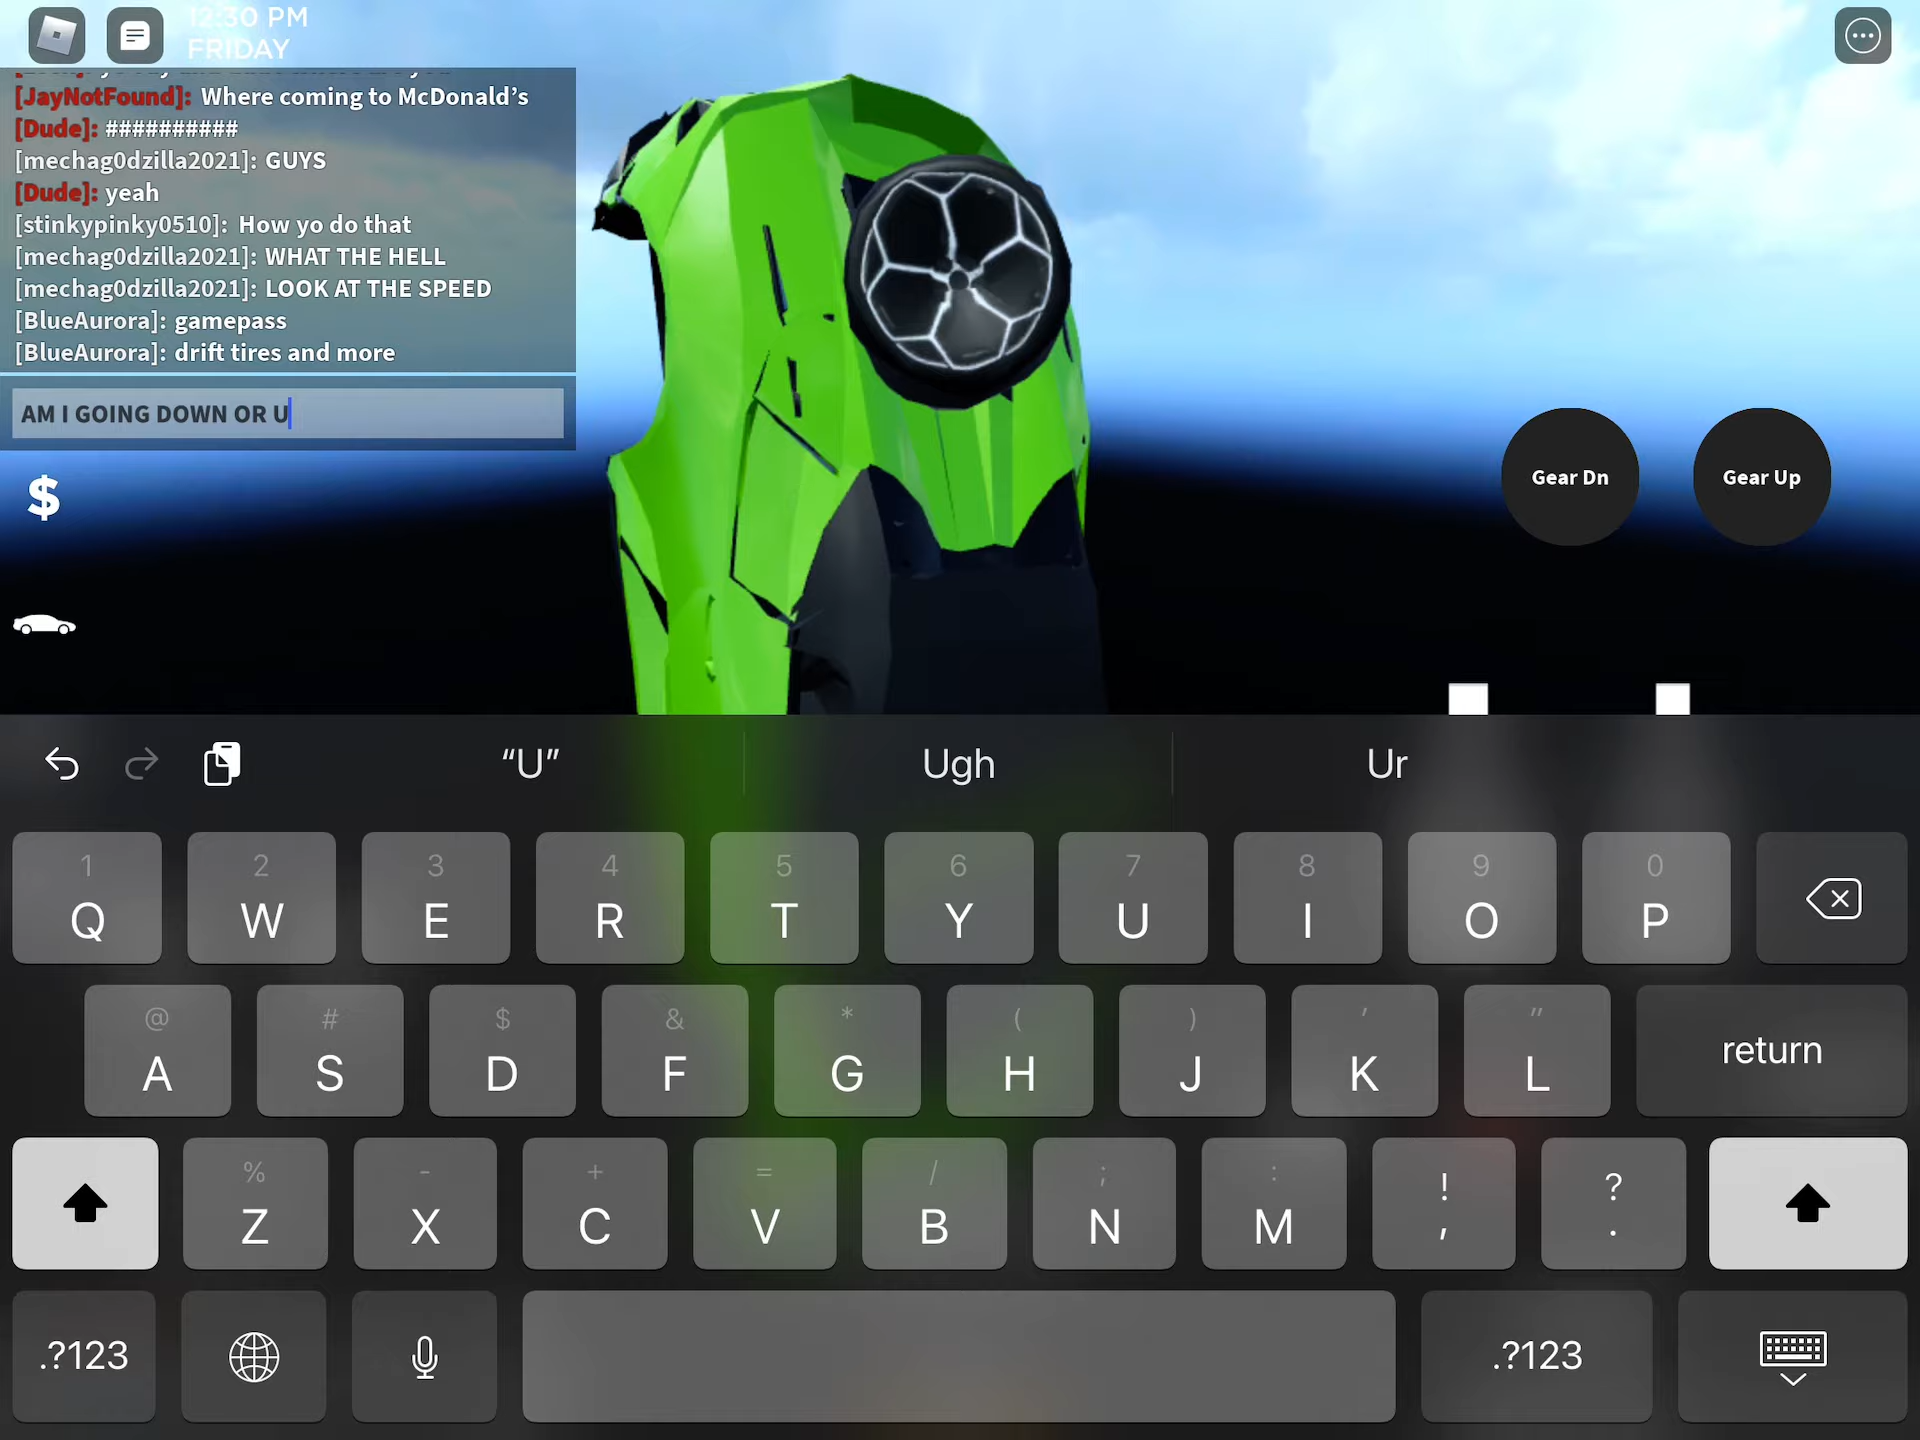 12:30 PM
FRIDAY
[JayNotFound]: Where coming to McDonald’s
[Dude]: ##########
[mechag0dzilla2021]: GUYS
[Dude]: yeah
[stinkypinky0510]: How yo do that
[mechag0dzilla2021]: WHAT THE HELL
[mechag0dzilla2021]: LOOK AT THE SPEED
[BlueAurora]: gamepass
[BlueAurora]: drift tires and more
AM I GOING DOWN OR U
$
Gear Dn Gear Up
“U” Ugh Ur
1 2 3 4 5 6 7 8 9 0
Q W E R T Y U I O P
@ # $ & * ( ) ' "
A S D F G H J K L return
% - + = / ; : ! ?
Z X C V B N M , .
.?123 .?123